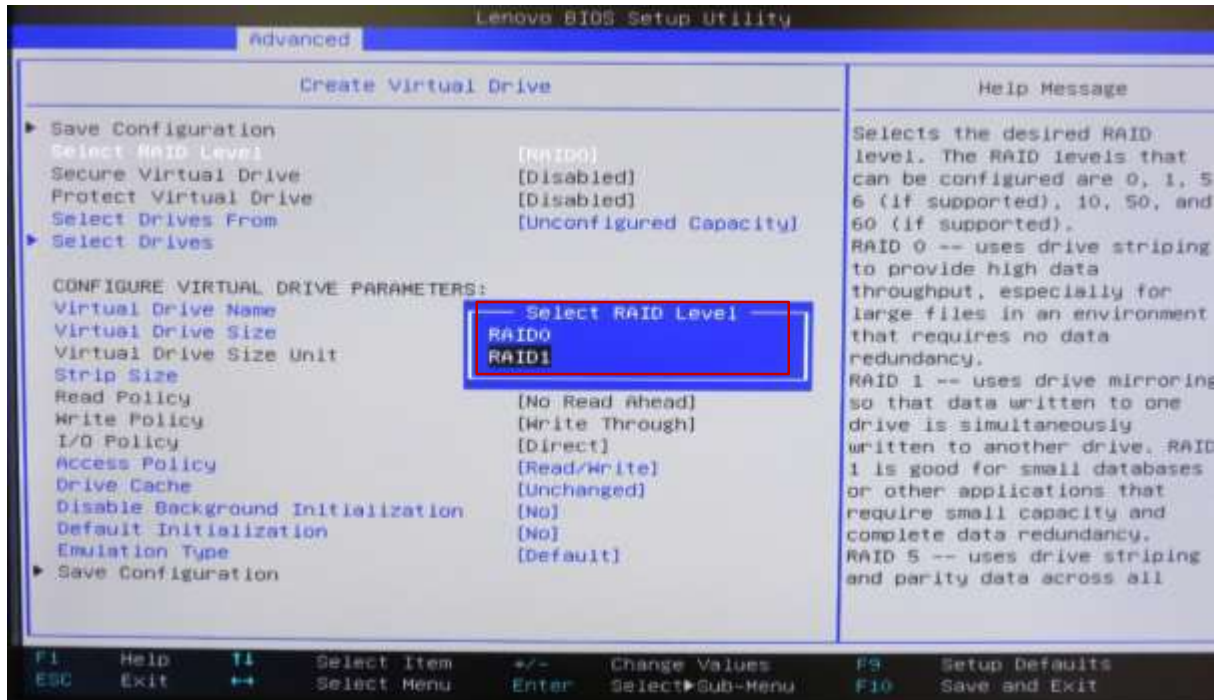 Lenovo BIOS Setup Utility
Advanced
Create Virtual Drive
▶ Save Configuration
Select RAID Level [RAID0]
Secure Virtual Drive [Disabled]
Protect Virtual Drive [Disabled]
Select Drives From [Unconfigured Capacity]
▶ Select Drives
CONFIGURE VIRTUAL DRIVE PARAMETERS:
Virtual Drive Name
Virtual Drive Size
Virtual Drive Size Unit
Strip Size
Read Policy [No Read Ahead]
Write Policy [Write Through]
I/O Policy [Direct]
Access Policy [Read/Write]
Drive Cache [Unchanged]
Disable Background Initialization [No]
Default Initialization [No]
Emulation Type [Default]
▶ Save Configuration
Select RAID Level
RAID0
RAID1
Help Message
Selects the desired RAID
level. The RAID levels that
can be configured are 0, 1, 5
6 (if supported), 10, 50, and
60 (if supported).
RAID 0 -- uses drive striping
to provide high data
throughput, especially for
large files in an environment
that requires no data
redundancy.
RAID 1 -- uses drive mirroring
so that data written to one
drive is simultaneously
written to another drive. RAID
1 is good for small databases
or other applications that
require small capacity and
complete data redundancy.
RAID 5 -- uses drive striping
and parity data across all
F1 Help ↑↓ Select Item +/- Change Values F9 Setup Defaults
ESC Exit ↔ Select Menu Enter Select▶Sub-Menu F10 Save and Exit